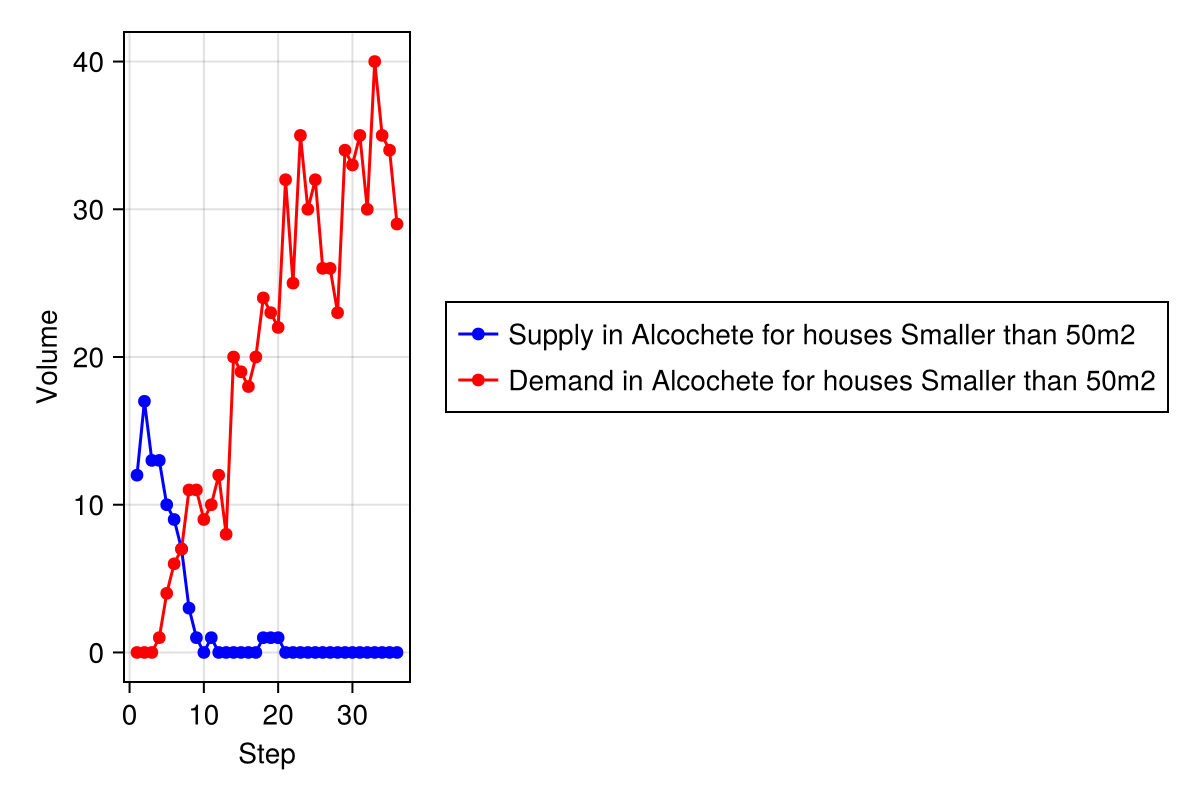 40
30
20
10
0
Volume
0 10 20 30
Step
Supply in Alcochete for houses Smaller than 50m2
Demand in Alcochete for houses Smaller than 50m2